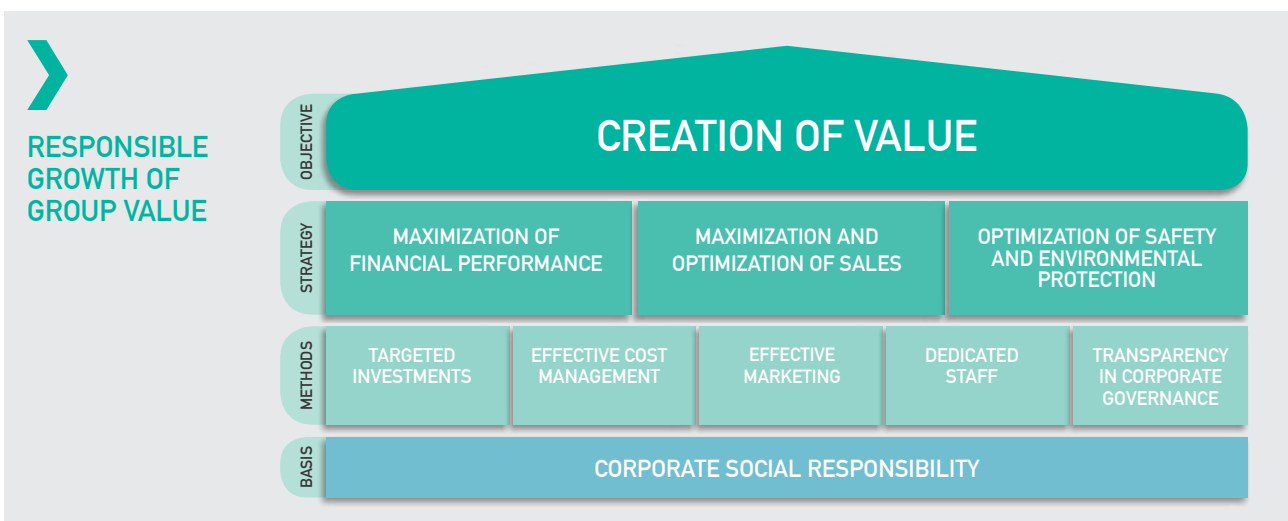 RESPONSIBLE
GROWTH OF
GROUP VALUE
OBJECTIVE
CREATION OF VALUE
STRATEGY
MAXIMIZATION OF
FINANCIAL PERFORMANCE
MAXIMIZATION AND
OPTIMIZATION OF SALES
OPTIMIZATION OF SAFETY
AND ENVIRONMENTAL
PROTECTION
METHODS
TARGETED
INVESTMENTS
EFFECTIVE COST
MANAGEMENT
EFFECTIVE
MARKETING
DEDICATED
STAFF
TRANSPARENCY
IN CORPORATE
GOVERNANCE
BASIS
CORPORATE SOCIAL RESPONSIBILITY